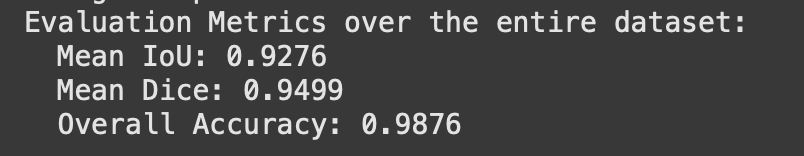 Evaluation Metrics over the entire dataset:
Mean IoU: 0.9276
Mean Dice: 0.9499
Overall Accuracy: 0.9876